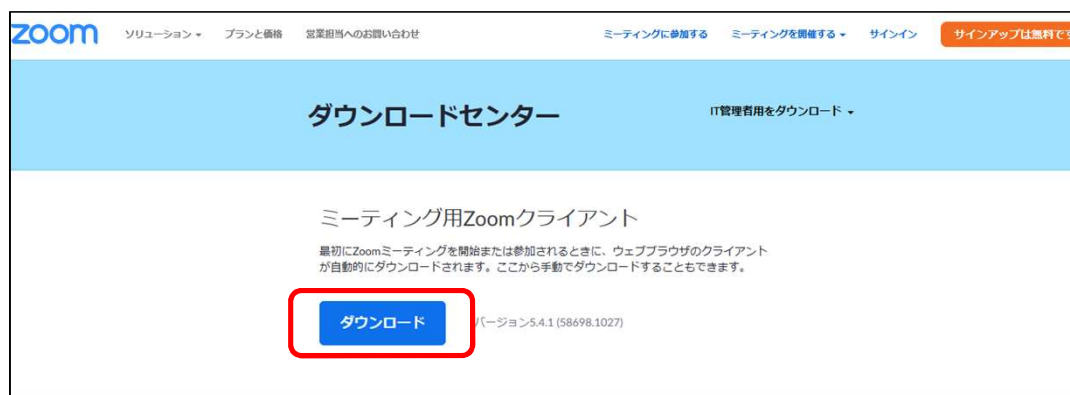 zoom ソリューション プランと価格 営業担当へのお問い合わせ ミーティングに参加する ミーティングを開催する サインイン サインアップは無料です
ダウンロードセンター IT管理者用をダウンロード
ミーティング用Zoomクライアント
最初にZoomミーティングを開始または参加されるときに、ウェブブラウザのクライアント
が自動的にダウンロードされます。ここから手動でダウンロードすることもできます。
ダウンロード バージョン5.4.1 (58698.1027)